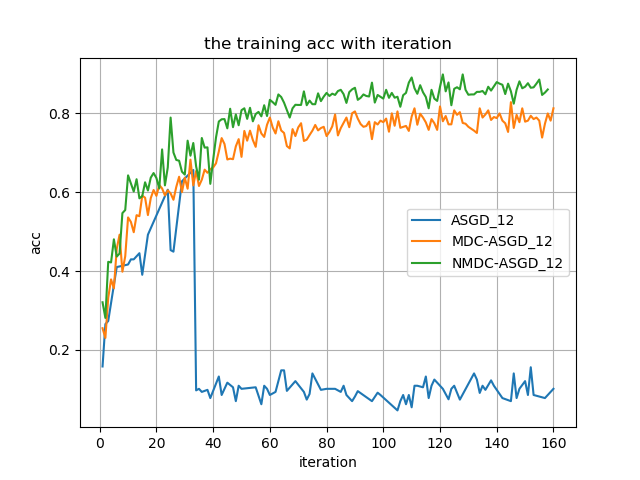 the training acc with iteration
acc
0.8
0.6
0.4
0.2
ASGD_12
MDC-ASGD_12
NMDC-ASGD_12
0 20 40 60 80 100 120 140 160
iteration